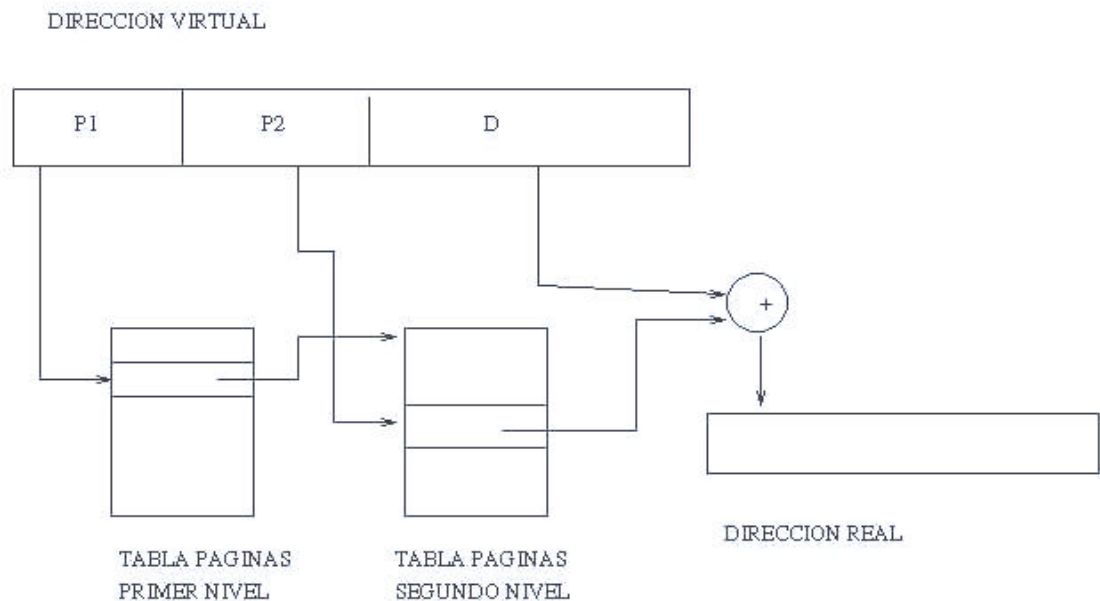 DIRECCION VIRTUAL
P1 P2 D
+
DIRECCION REAL
TABLA PAGINAS
PRIMER NIVEL
TABLA PAGINAS
SEGUNDO NIVEL